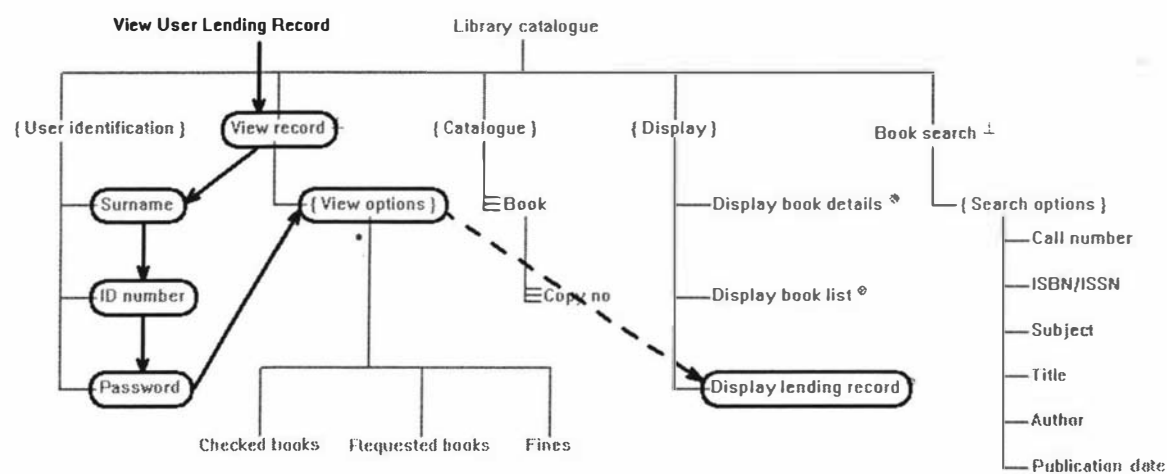 View User Lending Record
Library catalogue
{ User identification }
View record
{ Catalogue }
{ Display }
Book search
Surname
{ View options }
Book
Display book details
{ Search options }
Call number
ID number
Copy no
Display book list
ISBN/ISSN
Subject
Password
Display lending record
Title
Author
Checked books
Requested books
Fines
Publication date